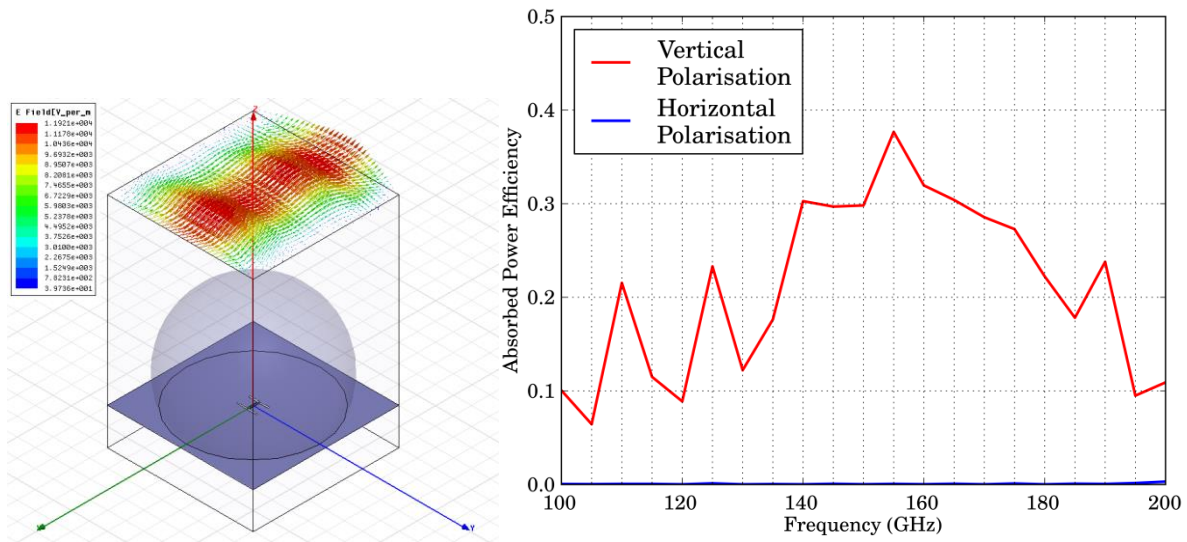 E Field[V_per_m
1.1921e+004
1.1178e+004
1.0436e+004
9.6932e+003
8.9507e+003
8.2081e+003
7.4655e+003
6.7229e+003
5.9803e+003
5.2378e+003
4.4952e+003
3.7526e+003
3.0100e+003
2.2675e+003
1.5249e+003
7.8231e+002
3.9736e+001
Z
Y
Absorbed Power Efficiency
0.5
0.4
0.3
0.2
0.1
0.0
Vertical
Polarisation
Horizontal
Polarisation
100 120 140 160 180 200
Frequency (GHz)